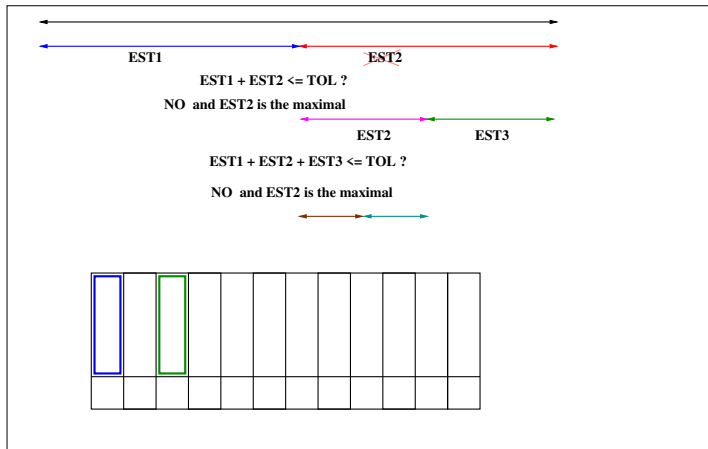 EST1 EST2
EST1 + EST2 <= TOL ?
NO and EST2 is the maximal
EST2 EST3
EST1 + EST2 + EST3 <= TOL ?
NO and EST2 is the maximal